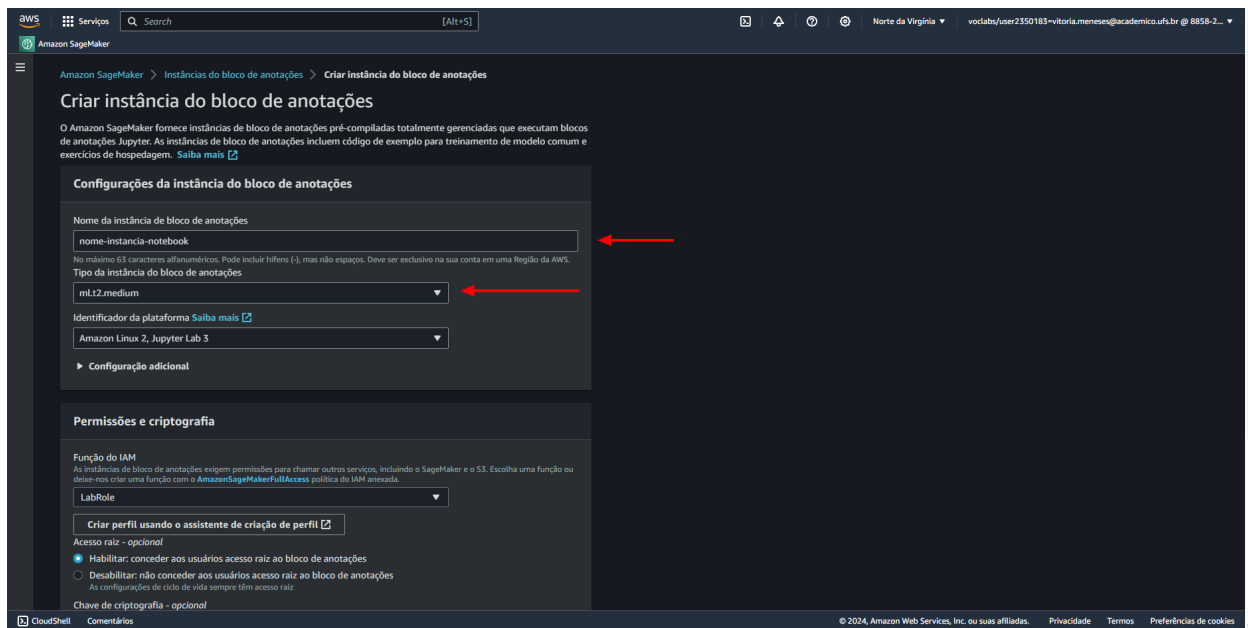 aws
Serviços
Search
[Alt+S]
Norte da Virgínia
voclabs/user2350183=vitoria.meneses@academico.ufs.br @ 8858-2...
Amazon SageMaker
Amazon SageMaker > Instâncias do bloco de anotações > Criar instância do bloco de anotações
Criar instância do bloco de anotações
O Amazon SageMaker fornece instâncias de bloco de anotações pré-compiladas totalmente gerenciadas que executam blocos
de anotações Jupyter. As instâncias de bloco de anotações incluem código de exemplo para treinamento de modelo comum e
exercícios de hospedagem. Saiba mais
Configurações da instância do bloco de anotações
Nome da instância de bloco de anotações
nome-instancia-notebook
No máximo 63 caracteres alfanuméricos. Pode incluir hifens (-), mas não espaços. Deve ser exclusivo na sua conta em uma Região da AWS.
Tipo da instância do bloco de anotações
ml.t2.medium
Identificador da plataforma Saiba mais
Amazon Linux 2, Jupyter Lab 3
Configuração adicional
Permissões e criptografia
Função do IAM
As instâncias de bloco de anotações exigem permissões para chamar outros serviços, incluindo o SageMaker e o S3. Escolha uma função ou
deixe-nos criar uma função com o AmazonSageMakerFullAccess política do IAM anexada.
LabRole
Criar perfil usando o assistente de criação de perfil
Acesso raiz - opcional
Habilitar: conceder aos usuários acesso raiz ao bloco de anotações
Desabilitar: não conceder aos usuários acesso raiz ao bloco de anotações
As configurações de ciclo de vida sempre têm acesso raiz
Chave de criptografia - opcional
CloudShell
Comentários
© 2024, Amazon Web Services, Inc. ou suas afiliadas.
Privacidade
Termos
Preferências de cookies